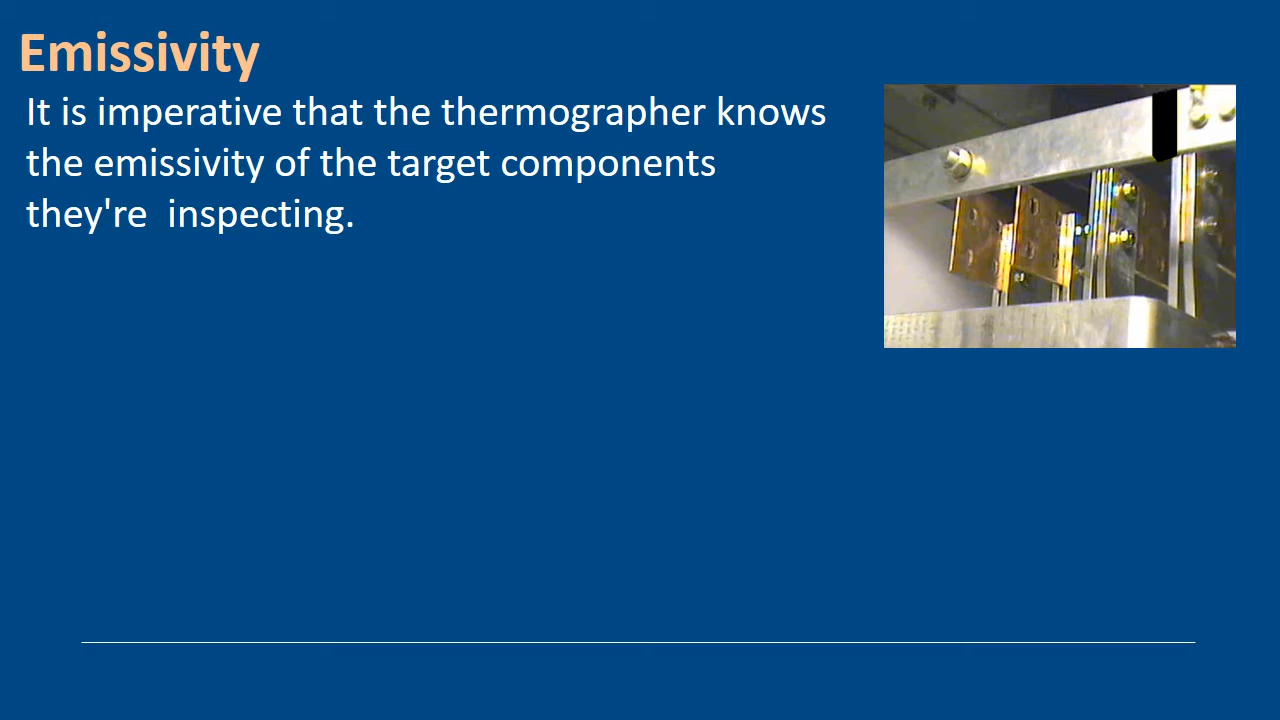 Emissivity
It is imperative that the thermographer knows
the emissivity of the target components
they're  inspecting.